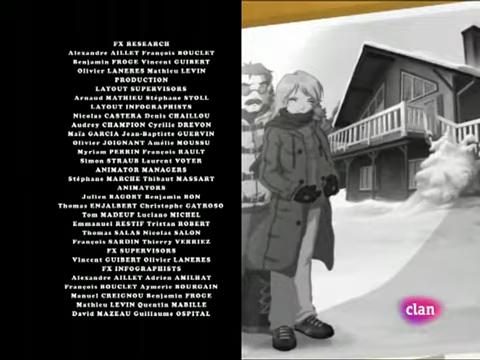 FX RESEARCH
Alexandre AILLET François BOUCLET
Benjamin FROGE Vincent GUIBERT
Olivier LANERES Mathieu LEVIN
PRODUCTION
LAYOUT SUPERVISORS
Arnaud MATHIEU Stéphane STOLL
LAYOUT INFOGRAPHISTS
Nicolas CASTERA Denis CHAILLOU
Audrey CHAMPION Cyrille DREVON
Maïa GARCIA Jean-Baptiste GUERVIN
Olivier JOIGNANT Amélie MOUSSU
Myriam PERRIN François RAULT
Simon STRAUB Laurent VOYER
ANIMATOR MANAGERS
Stéphane MARCHE Thibaut MASSART
ANIMATORS
Julien RAGORY Benjamin RON
Thomas ENJALBERT Christophe GAYROSO
Tom MADEUF Luciano MICHEL
Emmanuel RESTIF Tristan ROBERT
Thomas SALAS Nicolas SALON
François SARDIN Thierry VERRIEZ
FX SUPERVISORS
Vincent GUIBERT Olivier LANERES
FX INFOGRAPHISTS
Alexandre AILLET Adrien AMILHAT
François BOUCLET Aymeric BOURGAIN
Manuel CREIGNOU Benjamin FROGE
Mathieu LEVIN Quentin MABILLE
David MAZEAU Guillaume OSPITAL
clan